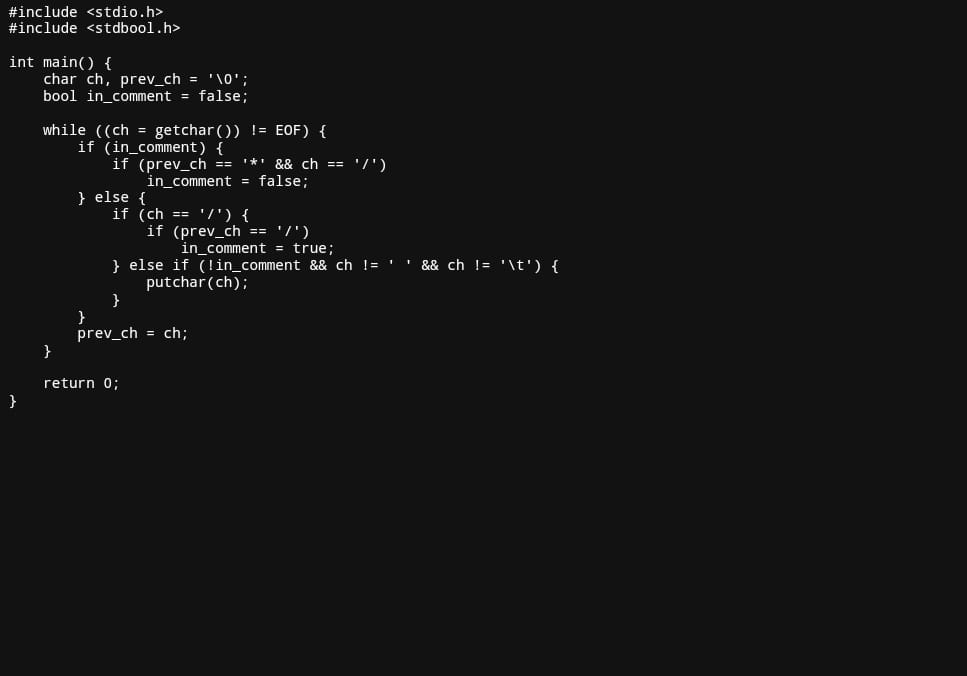 #include <stdio.h>
#include <stdbool.h>

int main() {
    char ch, prev_ch = '\0';
    bool in_comment = false;

    while ((ch = getchar()) != EOF) {
        if (in_comment) {
            if (prev_ch == '*' && ch == '/')
                in_comment = false;
        } else {
            if (ch == '/') {
                if (prev_ch == '/')
                    in_comment = true;
            } else if (!in_comment && ch != ' ' && ch != '\t') {
                putchar(ch);
            }
        }
        prev_ch = ch;
    }

    return 0;
}